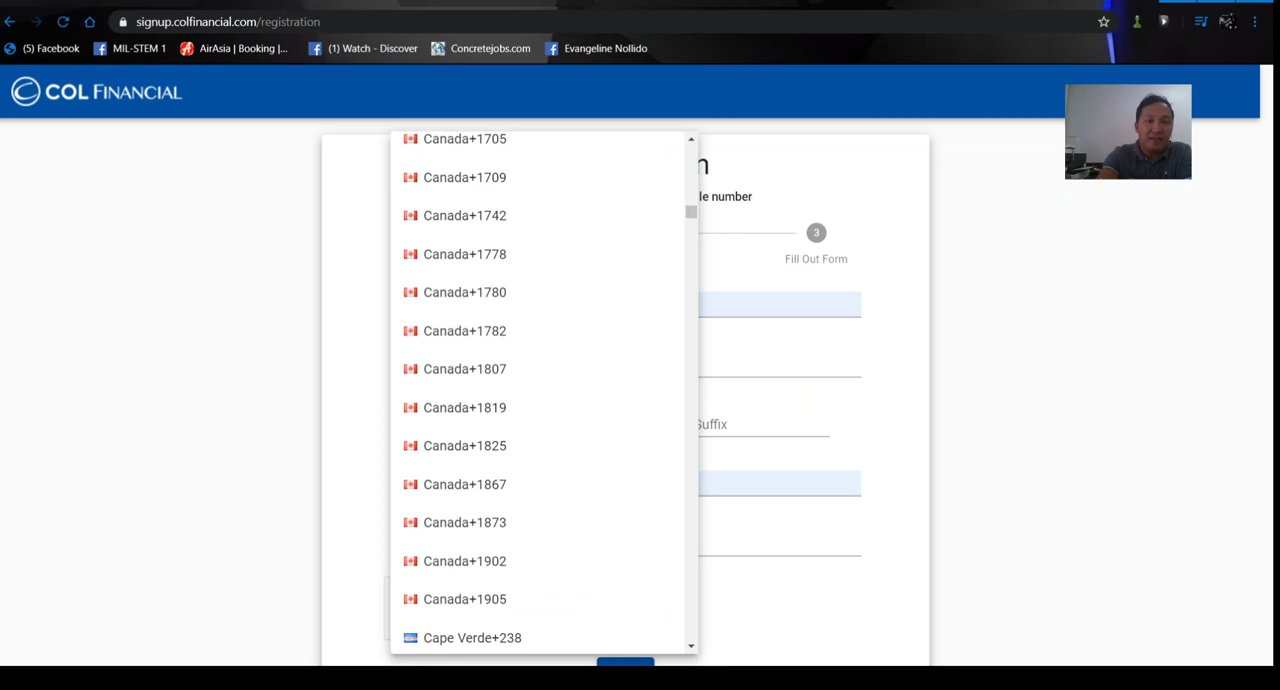 signup.colfinancial.com/registration
(5) Facebook
MIL-STEM 1
AirAsia | Booking |...
(1) Watch - Discover
Concretejobs.com
Evangeline Nollido
COL FINANCIAL
Canada+1705
n
Canada+1709
le number
Canada+1742
3
Canada+1778
Fill Out Form
Canada+1780
Canada+1782
Canada+1807
Canada+1819
Suffix
Canada+1825
Canada+1867
Canada+1873
Canada+1902
Canada+1905
Cape Verde+238